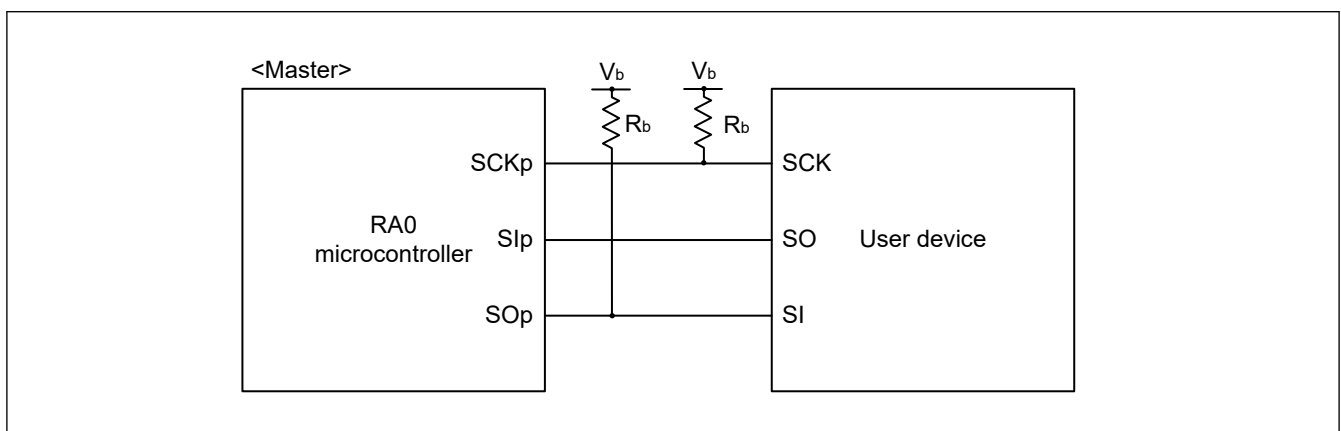 <Master>
Vb
Vb
Rb
Rb
SCKp
SCK
RA0
microcontroller
SIp
SO
User device
SOp
SI